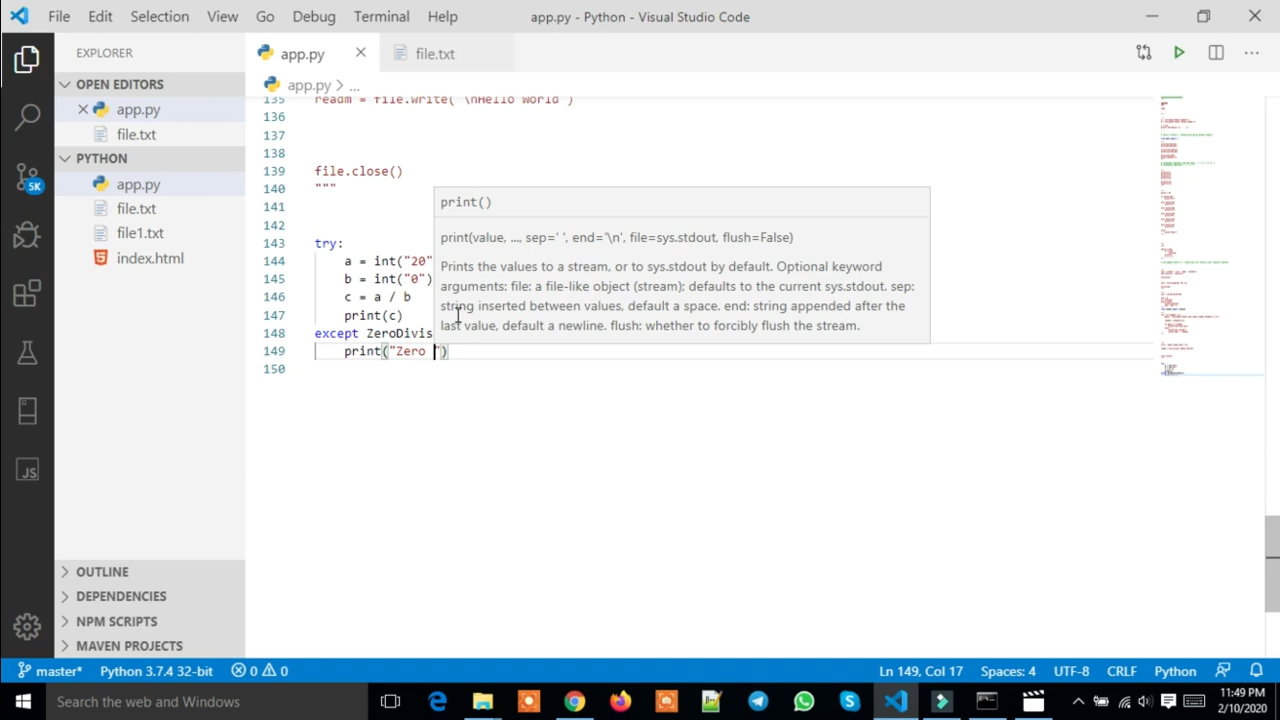 File Edit Selection View Go Debug Terminal Help app.py - Python - Visual Studio Code
EXPLORER
OPEN EDITORS
app.py
file.txt
PYTHON
app.py
file.txt
file1.txt
index.html
OUTLINE
DEPENDENCIES
NPM SCRIPTS
MAVEN PROJECTS
5K
JS
app.py file.txt
app.py > ...
135 readm = file.write("\nHello World")
136
137
138
139 file.close()
140 """
141
142
143 try:
144 a = int("20"
145 b = int("0")
146 c = a / b
147 print(c)
148 except ZeroDivis
149 print("Zero ")
150
print()
print(value, ..., sep=' ', end='\n', file=sys.stdout, flush=False)
values to a stream, or to sys.stdout by default. Optional keyword
file: a file-like object (stream); defaults to the current sys.stdout. sep:
inserted between values, default a space. end: string appended after the
last value, default a newline. flush: whether to forcibly flush the stream.
master* Python 3.7.4 32-bit 0 0 Ln 149, Col 17 Spaces: 4 UTF-8 CRLF Python
Search the web and Windows
11:49 PM
2/10/2020